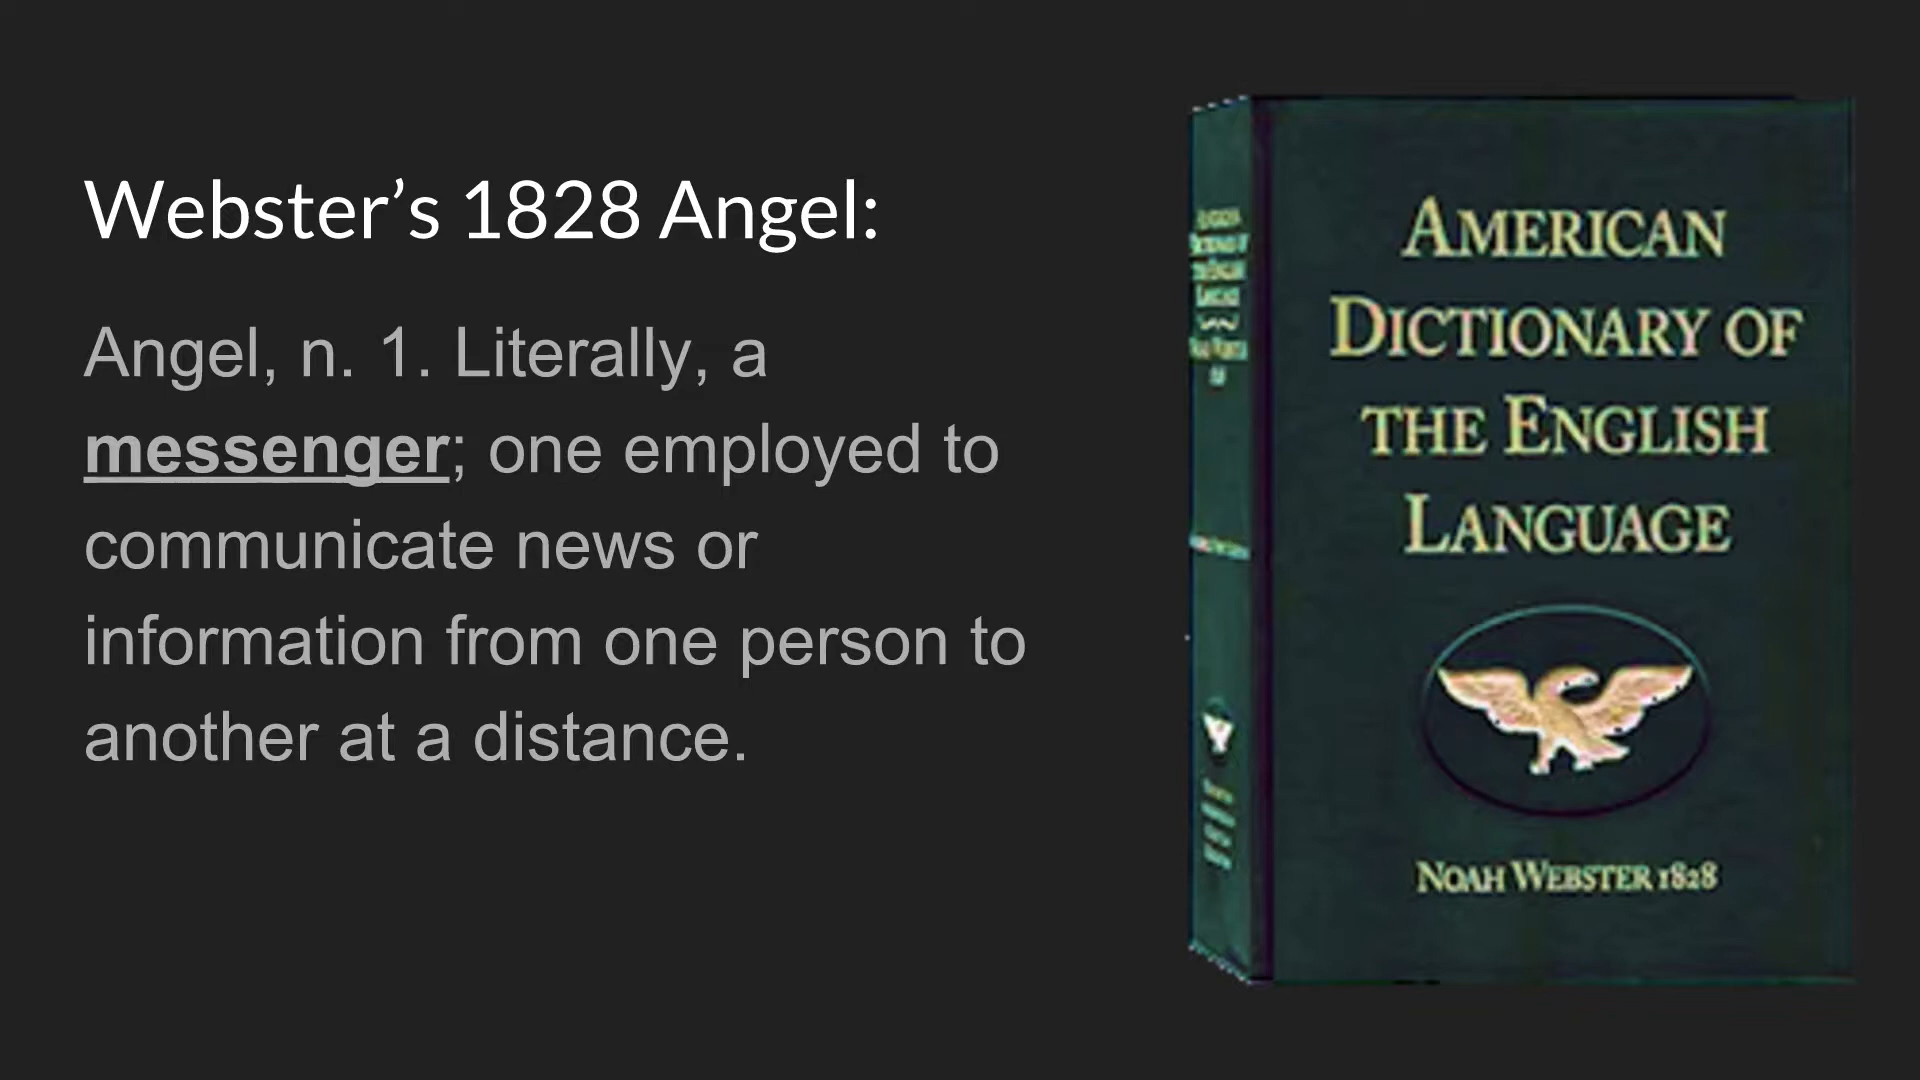 Webster’s 1828 Angel:
Angel, n. 1. Literally, a
messenger; one employed to
communicate news or
information from one person to
another at a distance.
AMERICAN
DICTIONARY OF
THE ENGLISH
LANGUAGE
NOAH WEBSTER 1828